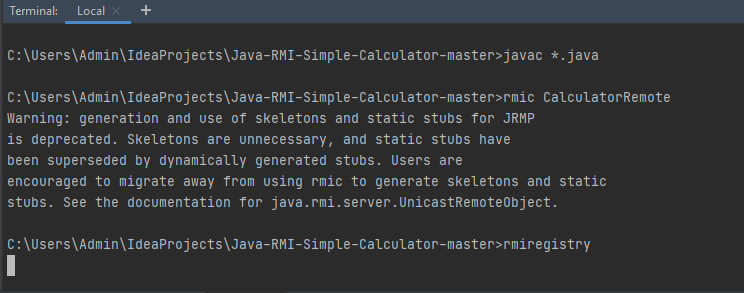 Terminal: Local × +
C:\Users\Admin\IdeaProjects\Java-RMI-Simple-Calculator-master>javac *.java
C:\Users\Admin\IdeaProjects\Java-RMI-Simple-Calculator-master>rmic CalculatorRemote
Warning: generation and use of skeletons and static stubs for JRMP
is deprecated. Skeletons are unnecessary, and static stubs have
been superseded by dynamically generated stubs. Users are
encouraged to migrate away from using rmic to generate skeletons and static
stubs. See the documentation for java.rmi.server.UnicastRemoteObject.
C:\Users\Admin\IdeaProjects\Java-RMI-Simple-Calculator-master>rmiregistry